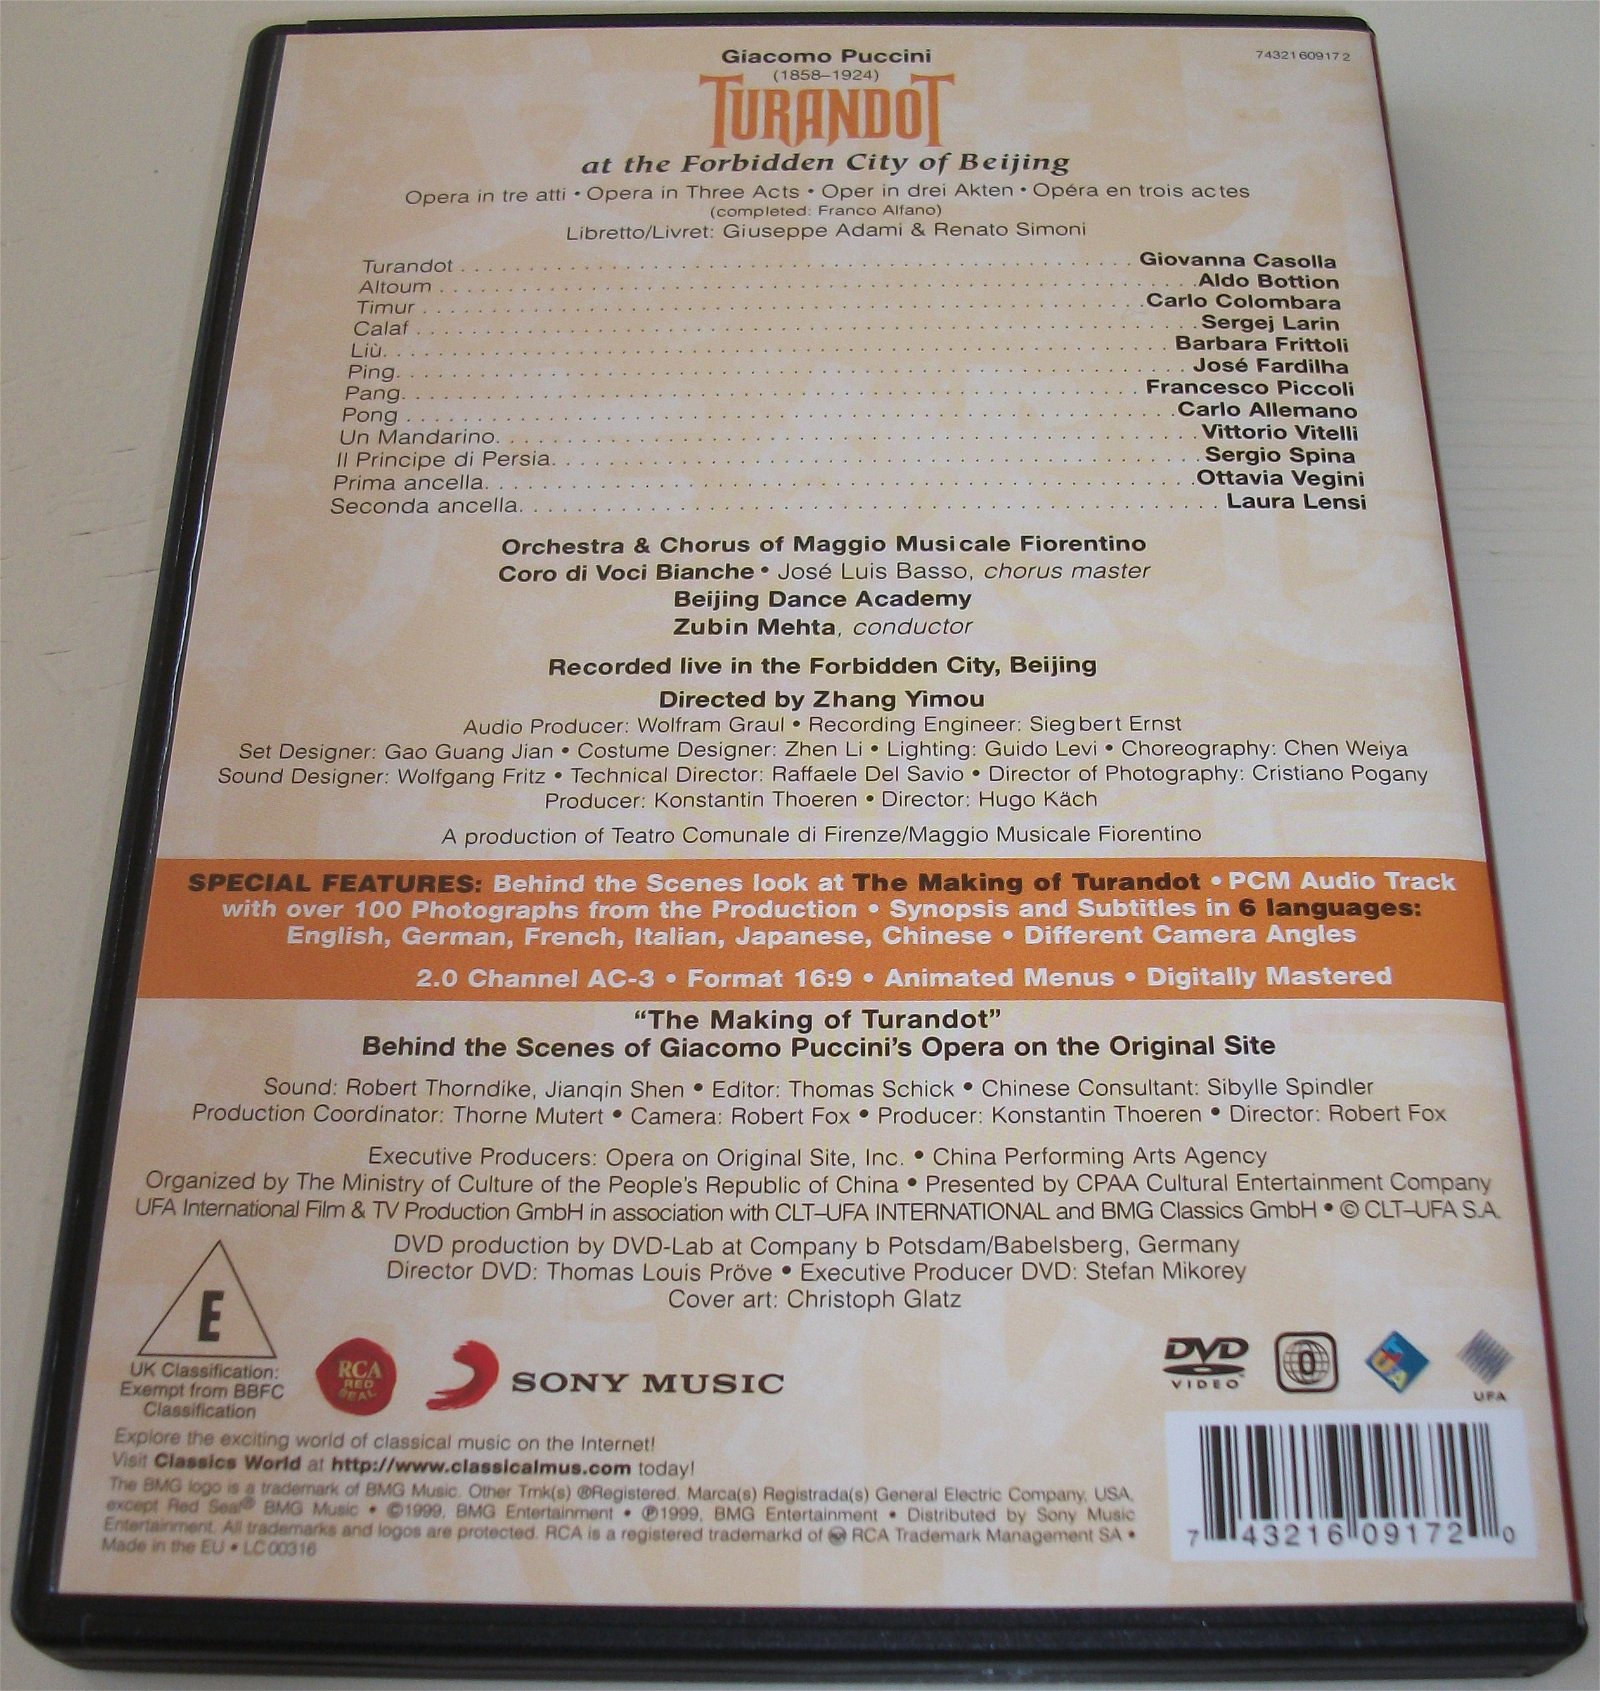 Giacomo Puccini
74321609172
(1858–1924)
TURANDOT
at the Forbidden City of Beijing
Opera in tre atti • Opera in Three Acts • Oper in drei Akten • Opéra en trois actes
(completed: Franco Alfano)
Libretto/Livret: Giuseppe Adami & Renato Simoni
Turandot . . . . . . . . . . Giovanna Casolla
Altoum . . . . . . . . . . Aldo Bottion
Timur . . . . . . . . . . Carlo Colombara
Calaf . . . . . . . . . . Sergej Larin
Liù. . . . . . . . . . Barbara Frittoli
Ping. . . . . . . . . . José Fardilha
Pang. . . . . . . . . . Francesco Piccoli
Pong . . . . . . . . . . Carlo Allemano
Un Mandarino. . . . . . . . . . Vittorio Vitelli
Il Principe di Persia. . . . . . . . . . Sergio Spina
Prima ancella. . . . . . . . . . Ottavia Vegini
Seconda ancella. . . . . . . . . . Laura Lensi
Orchestra & Chorus of Maggio Musicale Fiorentino
Coro di Voci Bianche • José Luis Basso, chorus master
Beijing Dance Academy
Zubin Mehta, conductor
Recorded live in the Forbidden City, Beijing
Directed by Zhang Yimou
Audio Producer: Wolfram Graul • Recording Engineer: Siegbert Ernst
Set Designer: Gao Guang Jian • Costume Designer: Zhen Li • Lighting: Guido Levi • Choreography: Chen Weiya
Sound Designer: Wolfgang Fritz • Technical Director: Raffaele Del Savio • Director of Photography: Cristiano Pogany
Producer: Konstantin Thoeren • Director: Hugo Käch
A production of Teatro Comunale di Firenze/Maggio Musicale Fiorentino
SPECIAL FEATURES: Behind the Scenes look at The Making of Turandot • PCM Audio Track
with over 100 Photographs from the Production • Synopsis and Subtitles in 6 languages:
English, German, French, Italian, Japanese, Chinese • Different Camera Angles
2.0 Channel AC-3 • Format 16:9 • Animated Menus • Digitally Mastered
“The Making of Turandot”
Behind the Scenes of Giacomo Puccini’s Opera on the Original Site
Sound: Robert Thorndike, Jianqin Shen • Editor: Thomas Schick • Chinese Consultant: Sibylle Spindler
Production Coordinator: Thorne Mutert • Camera: Robert Fox • Producer: Konstantin Thoeren • Director: Robert Fox
Executive Producers: Opera on Original Site, Inc. • China Performing Arts Agency
Organized by The Ministry of Culture of the People’s Republic of China • Presented by CPAA Cultural Entertainment Company
UFA International Film & TV Production GmbH in association with CLT–UFA INTERNATIONAL and BMG Classics GmbH • © CLT–UFA S.A.
DVD production by DVD-Lab at Company b Potsdam/Babelsberg, Germany
Director DVD: Thomas Louis Pröve • Executive Producer DVD: Stefan Mikorey
Cover art: Christoph Glatz
E
UK Classification:
Exempt from BBFC
Classification
RCA
RED
SEAL
SONY MUSIC
DVD
VIDEO
0
UFA
UFA
Explore the exciting world of classical music on the Internet!
Visit Classics World at http://www.classicalmus.com today!
The BMG logo is a trademark of BMG Music. Other Tmk(s) ®Registered. Marca(s) Registrada(s) General Electric Company, USA,
except Red Seal® BMG Music • ©1999, BMG Entertainment • ℗1999, BMG Entertainment • Distributed by Sony Music
Entertainment. All trademarks and logos are protected. RCA is a registered trademarkd of RCA Trademark Management SA •
Made in the EU • LC 00316
7 43216 09172 0